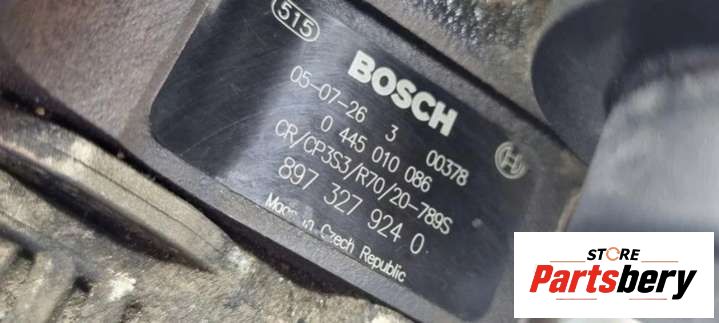 515
BOSCH
05-07-26 3 00378
0 445 010 086
CR/CP3S3/R70/20-789S
897 327 924 0
Made in Czech Republic
STORE
Partsbery